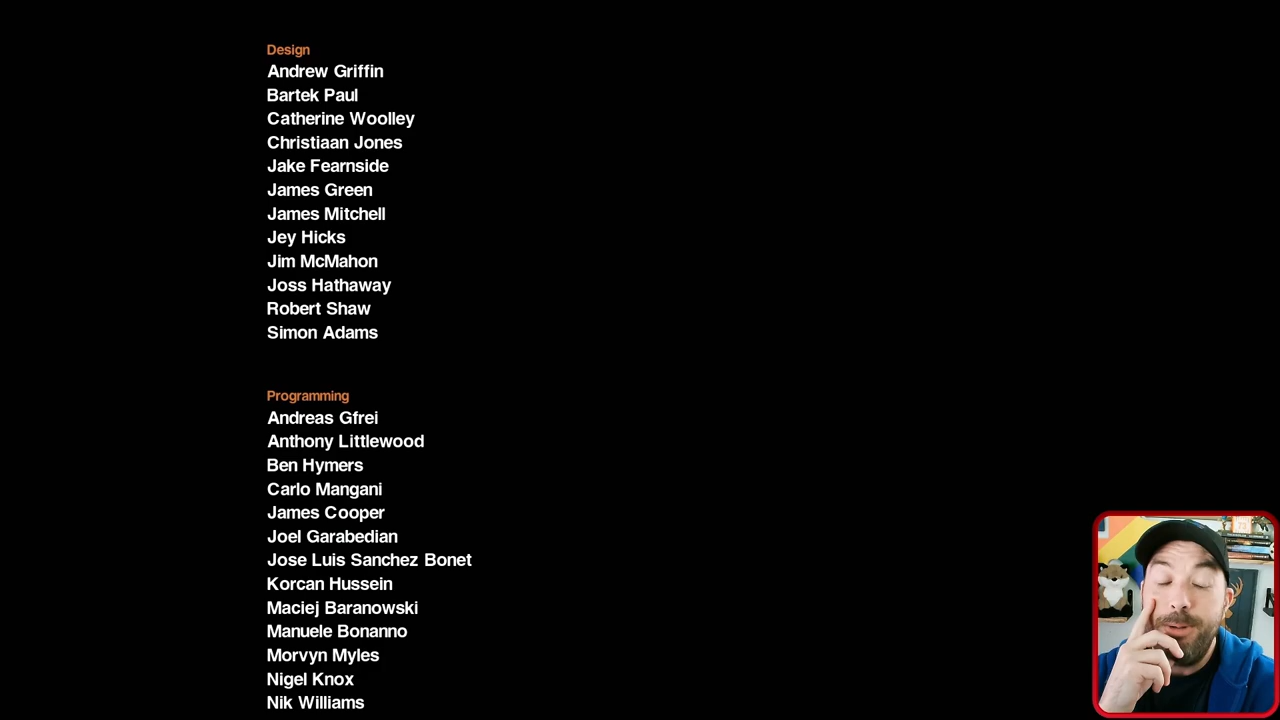 Design
Andrew Griffin
Bartek Paul
Catherine Woolley
Christiaan Jones
Jake Fearnside
James Green
James Mitchell
Jey Hicks
Jim McMahon
Joss Hathaway
Robert Shaw
Simon Adams
Programming
Andreas Gfrei
Anthony Littlewood
Ben Hymers
Carlo Mangani
James Cooper
Joel Garabedian
Jose Luis Sanchez Bonet
Korcan Hussein
Maciej Baranowski
Manuele Bonanno
Morvyn Myles
Nigel Knox
Nik Williams